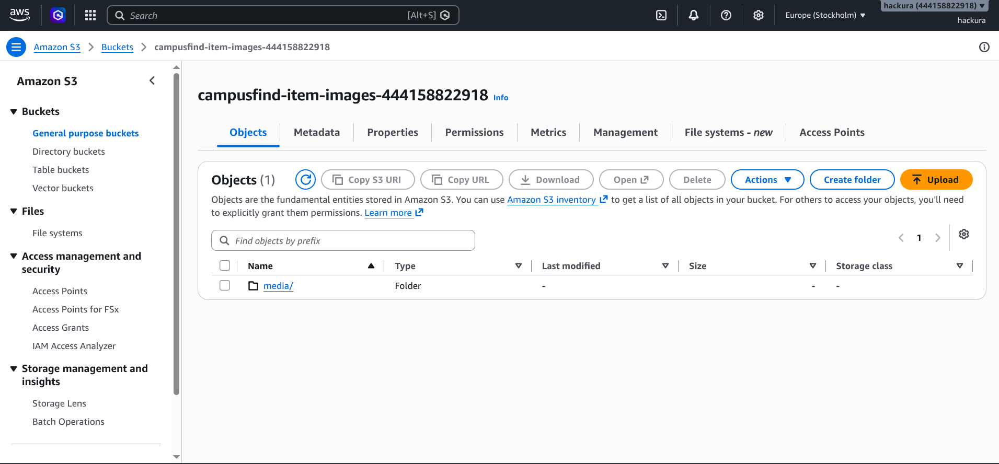 aws
Search
[Alt+S]
Europe (Stockholm)
hackura (444158822918)
hackura
Amazon S3
Buckets
campusfind-item-images-444158822918
Amazon S3
Buckets
General purpose buckets
Directory buckets
Table buckets
Vector buckets
Files
File systems
Access management and
security
Access Points
Access Points for FSx
Access Grants
IAM Access Analyzer
Storage management and
insights
Storage Lens
Batch Operations
campusfind-item-images-444158822918 Info
Objects
Metadata
Properties
Permissions
Metrics
Management
File systems - new
Access Points
Objects (1)
Copy S3 URI
Copy URL
Download
Open
Delete
Actions
Create folder
Upload
Objects are the fundamental entities stored in Amazon S3. You can use Amazon S3 inventory to get a list of all objects in your bucket. For others to access your objects, you'll need
to explicitly grant them permissions. Learn more
Find objects by prefix
1
Name
Type
Last modified
Size
Storage class
media/
Folder
-
-
-